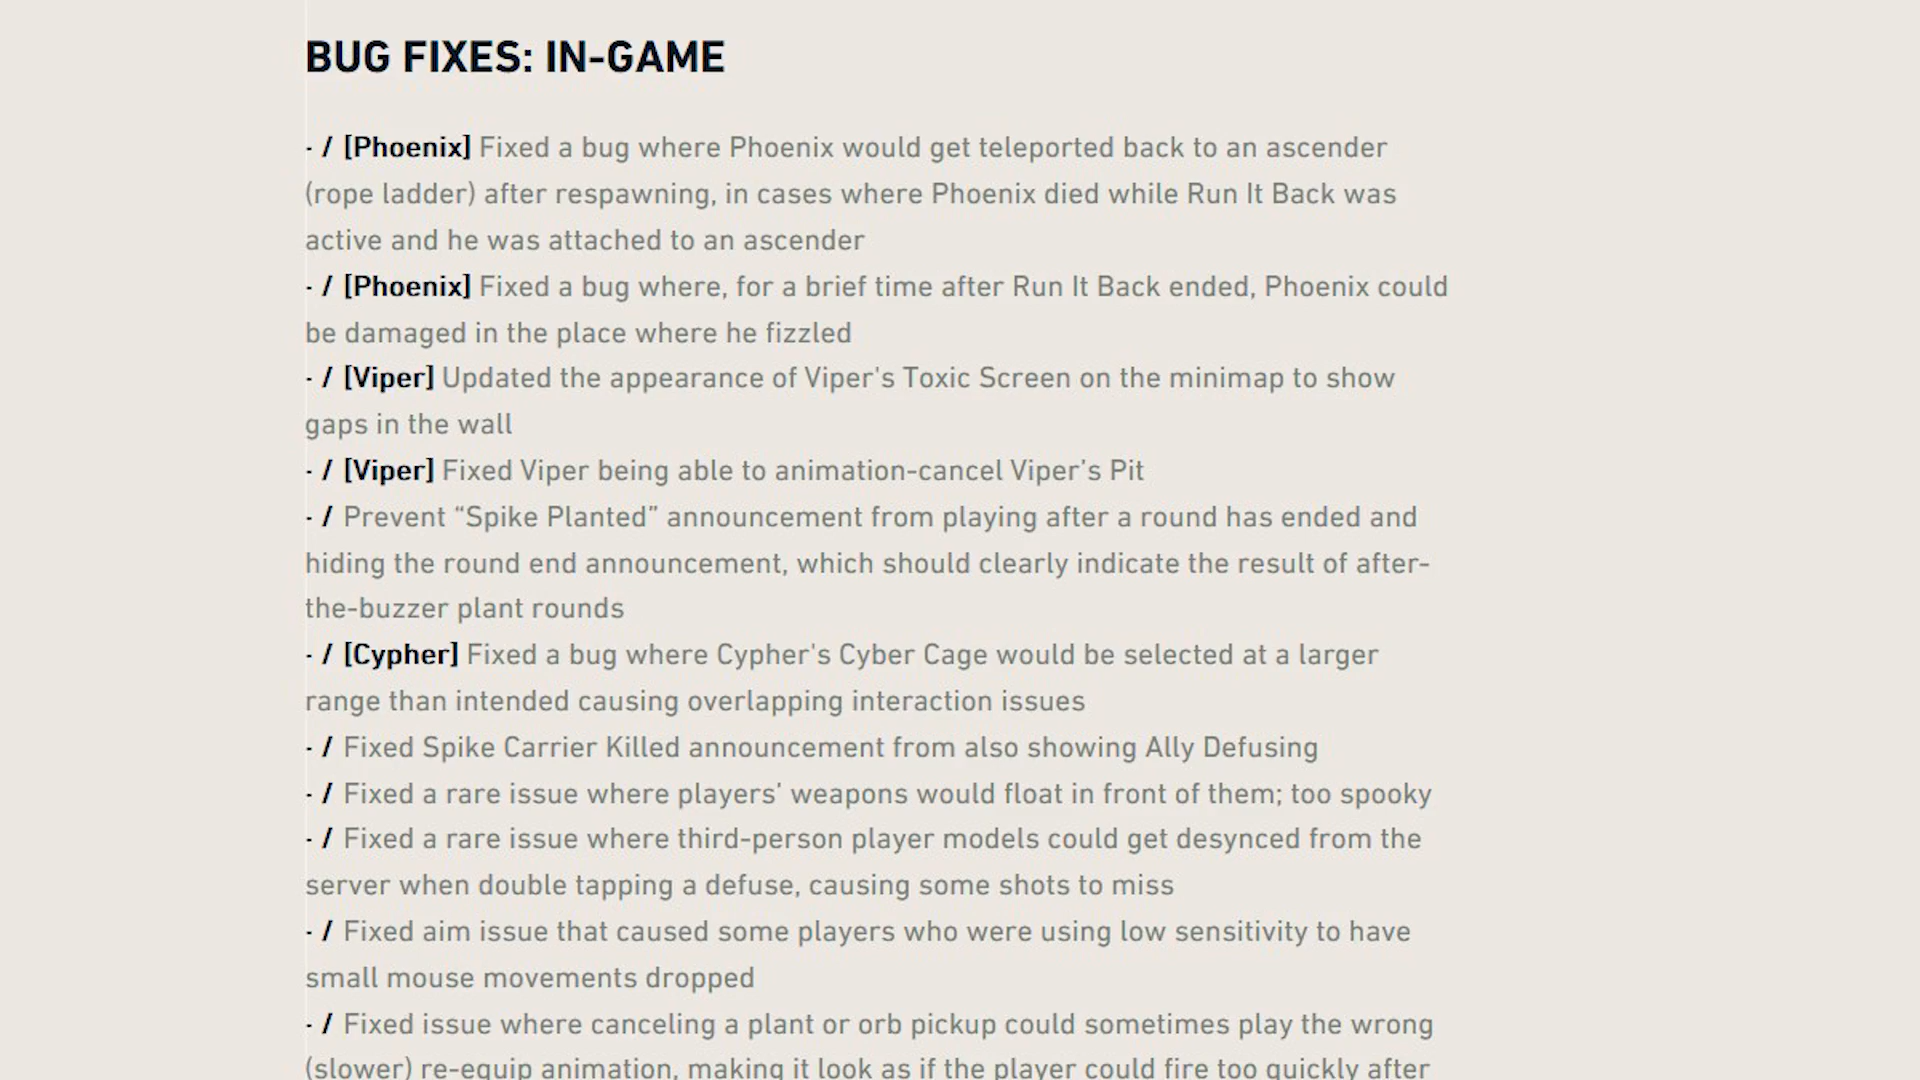 BUG FIXES: IN-GAME
- / [Phoenix] Fixed a bug where Phoenix would get teleported back to an ascender
(rope ladder) after respawning, in cases where Phoenix died while Run It Back was
active and he was attached to an ascender
- / [Phoenix] Fixed a bug where, for a brief time after Run It Back ended, Phoenix could
be damaged in the place where he fizzled
- / [Viper] Updated the appearance of Viper's Toxic Screen on the minimap to show
gaps in the wall
- / [Viper] Fixed Viper being able to animation-cancel Viper’s Pit
- / Prevent “Spike Planted” announcement from playing after a round has ended and
hiding the round end announcement, which should clearly indicate the result of after-
the-buzzer plant rounds
- / [Cypher] Fixed a bug where Cypher's Cyber Cage would be selected at a larger
range than intended causing overlapping interaction issues
- / Fixed Spike Carrier Killed announcement from also showing Ally Defusing
- / Fixed a rare issue where players’ weapons would float in front of them; too spooky
- / Fixed a rare issue where third-person player models could get desynced from the
server when double tapping a defuse, causing some shots to miss
- / Fixed aim issue that caused some players who were using low sensitivity to have
small mouse movements dropped
- / Fixed issue where canceling a plant or orb pickup could sometimes play the wrong
(slower) re-equip animation, making it look as if the player could fire too quickly after